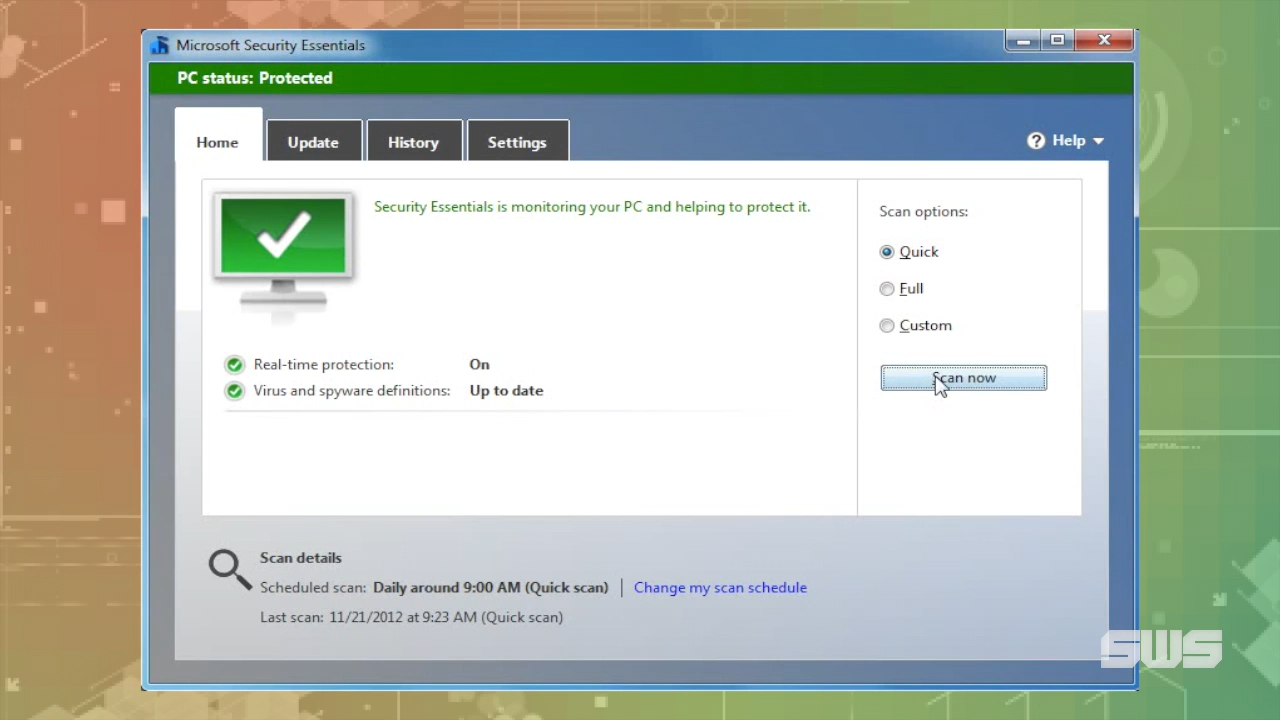 Microsoft Security Essentials
PC status: Protected
Home
Update
History
Settings
Help
Security Essentials is monitoring your PC and helping to protect it.
Scan options:
Quick
Full
Custom
Scan now
Real-time protection: On
Virus and spyware definitions: Up to date
Scan details
Scheduled scan: Daily around 9:00 AM (Quick scan) | Change my scan schedule
Last scan: 11/21/2012 at 9:23 AM (Quick scan)
SWS